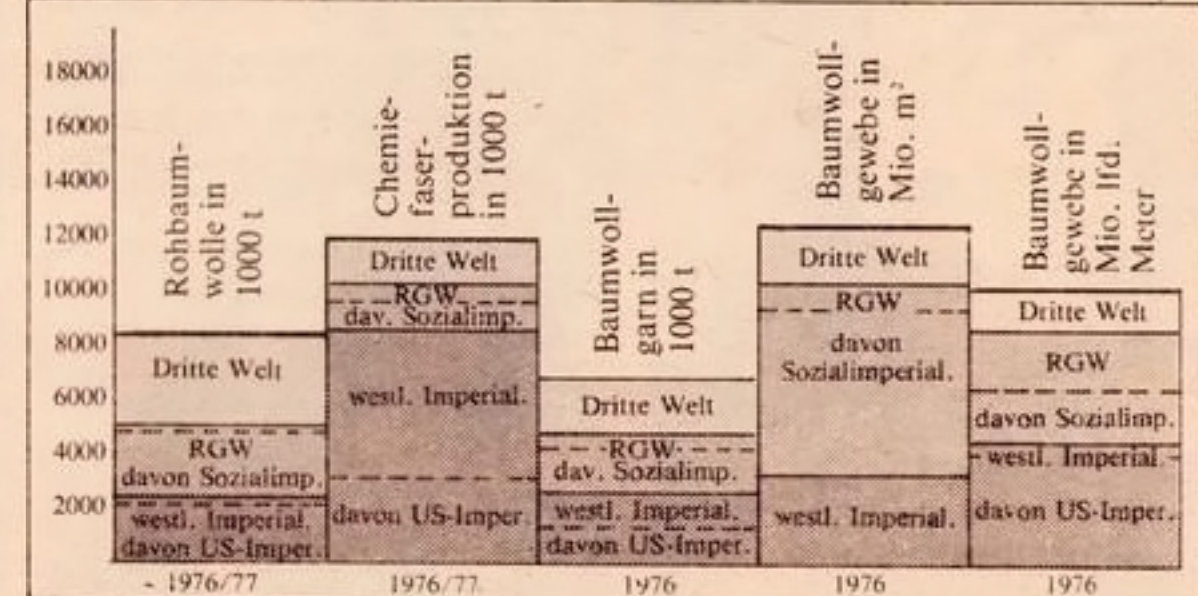 18000
16000
14000
12000
10000
8000
6000
4000
2000
Rohbaum-
wolle in
1000 t
Dritte Welt
RGW
davon Sozialimp.
westl. Imperial.
davon US-Imper.
1976/77
Chemie-
faser-
produktion
in 1000 t
Dritte Welt
RGW
dav. Sozialimp.
westl. Imperial.
davon US-Imper.
1976/77
Baumwoll-
garn in
1000 t
Dritte Welt
RGW
dav. Sozialimp.
westl. Imperial.
davon US-Imper.
1976
Baumwoll-
gewebe in
Mio. m²
Dritte Welt
RGW
davon
Sozialimperial.
westl. Imperial.
1976
Baumwoll-
gewebe in
Mio. lfd.
Meter
Dritte Welt
RGW
davon Sozialimp.
westl. Imperial.
davon US-Imper.
1976